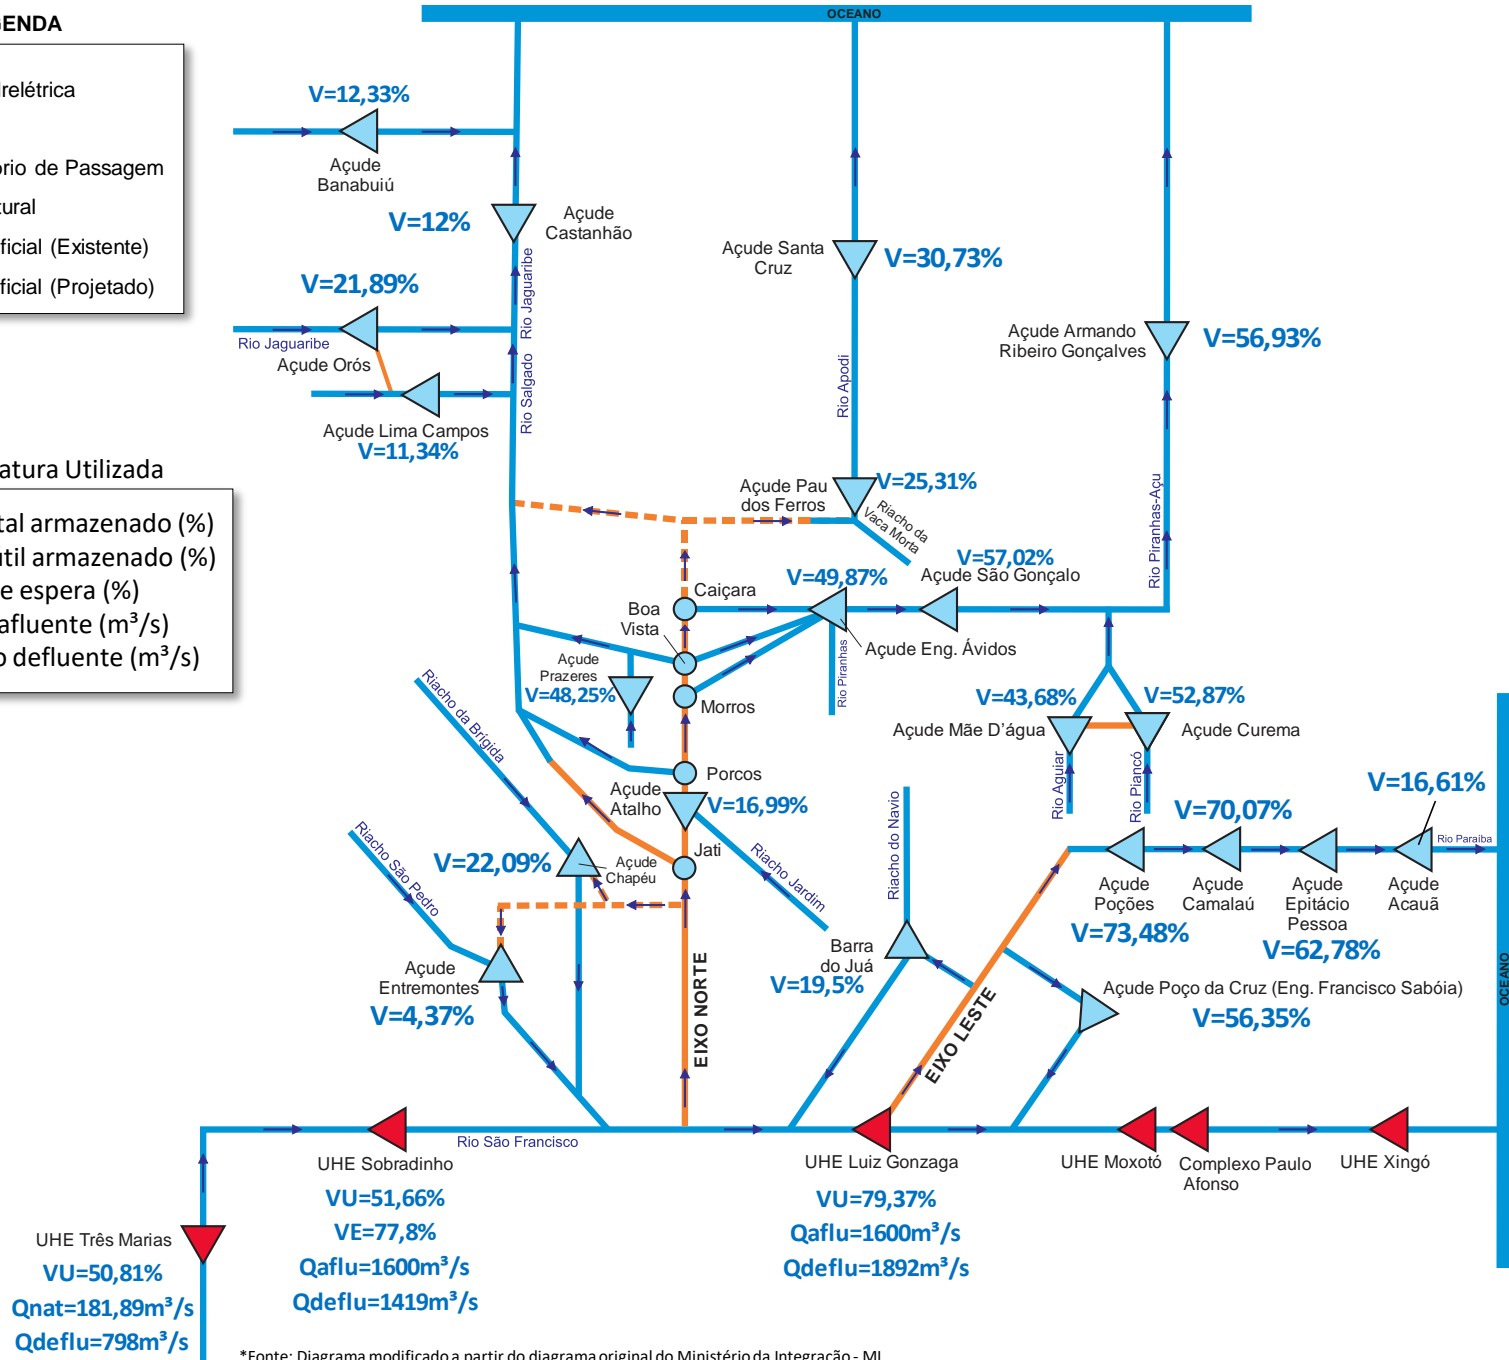 OCEANO
GENDA
Irelétrica
ório de Passagem
tural
ificial (Existente)
ificial (Projetado)
V=12,33%
Açude
Banabuiú
V=12%
Açude
Castanhão
V=21,89%
Rio Jaguaribe
Açude Orós
Rio Jaguaribe
Rio Salgado
Açude Lima Campos
V=11,34%
Açude Santa
Cruz
V=30,73%
Rio Apodi
Açude Armando
Ribeiro Gonçalves
V=56,93%
Rio Piranhas-Açu
atura Utilizada
tal armazenado (%)
útil armazenado (%)
e espera (%)
afluente (m³/s)
o defluente (m³/s)
Açude Pau
dos Ferros
V=25,31%
Riacho da
Vaca Morta
V=57,02%
Açude São Gonçalo
V=49,87%
Caiçara
Boa
Vista
Açude Eng. Ávidos
Rio Piranhas
Açude
Prazeres
V=48,25%
Morros
Riacho da Brígida
V=43,68%
Açude Mãe D'água
V=52,87%
Açude Curema
Rio Aguiar
Rio Piancó
Porcos
Açude
Atalho
V=16,99%
Jati
Riacho Jardim
Riacho do Navio
V=16,61%
V=70,07%
Rio Paraíba
Riacho São Pedro
V=22,09%
Açude
Chapéu
Açude
Poções
V=73,48%
Açude
Camalaú
Açude
Epitácio
Pessoa
V=62,78%
Açude
Acauã
Açude
Entremontes
V=4,37%
EIXO NORTE
Barra
do Juá
V=19,5%
EIXO LESTE
Açude Poço da Cruz (Eng. Francisco Sabóia)
V=56,35%
OCEANO
Rio São Francisco
UHE Sobradinho
VU=51,66%
VE=77,8%
Qaflu=1600m³/s
Qdeflu=1419m³/s
UHE Luiz Gonzaga
VU=79,37%
Qaflu=1600m³/s
Qdeflu=1892m³/s
UHE Moxotó
Complexo Paulo
Afonso
UHE Xingó
UHE Três Marias
VU=50,81%
Qnat=181,89m³/s
Qdeflu=798m³/s
*Fonte: Diagrama modificado a partir do diagrama original do Ministério da Integração - MI